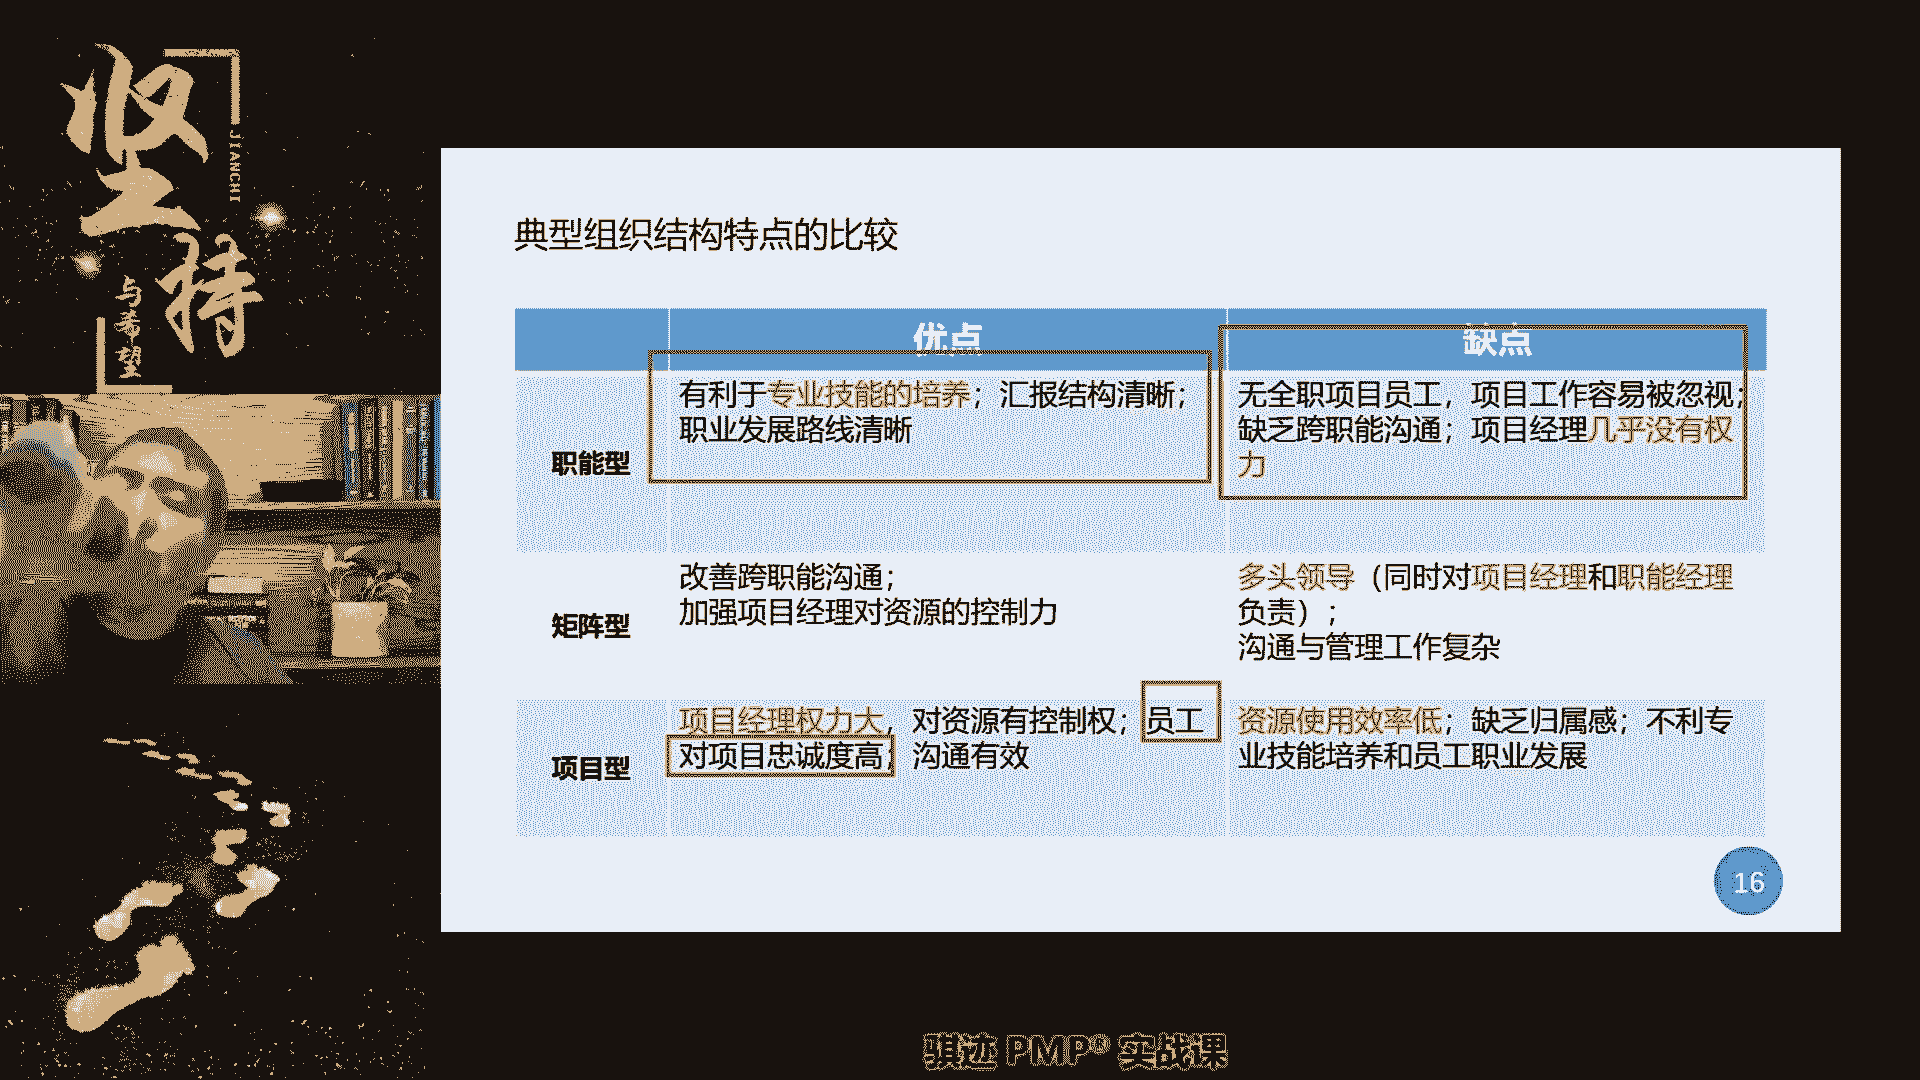 坚持
JIANCHI
与希望
典型组织结构特点的比较
优点
缺点
职能型
有利于专业技能的培养；汇报结构清晰；
职业发展路线清晰
无全职项目员工，项目工作容易被忽视；
缺乏跨职能沟通；项目经理几乎没有权
力
矩阵型
改善跨职能沟通；
加强项目经理对资源的控制力
多头领导（同时对项目经理和职能经理
负责）；
沟通与管理工作复杂
项目型
项目经理权力大，对资源有控制权；员工
对项目忠诚度高，沟通有效
资源使用效率低；缺乏归属感；不利专
业技能培养和员工职业发展
16
骐迹 PMP® 实战课